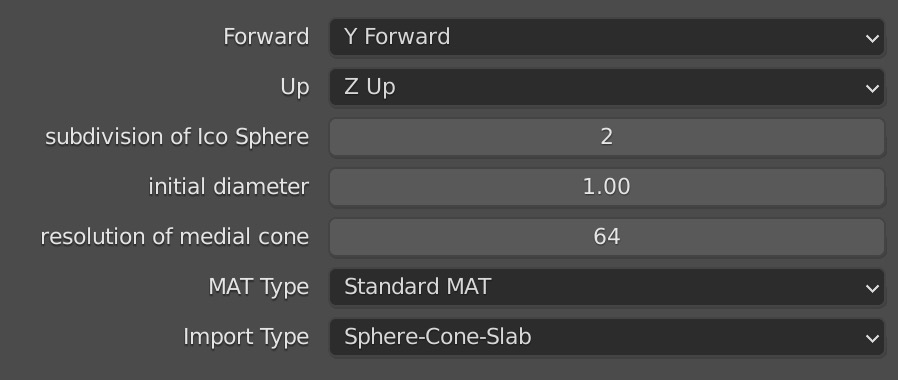 Forward Y Forward
Up Z Up
subdivision of Ico Sphere 2
initial diameter 1.00
resolution of medial cone 64
MAT Type Standard MAT
Import Type Sphere-Cone-Slab